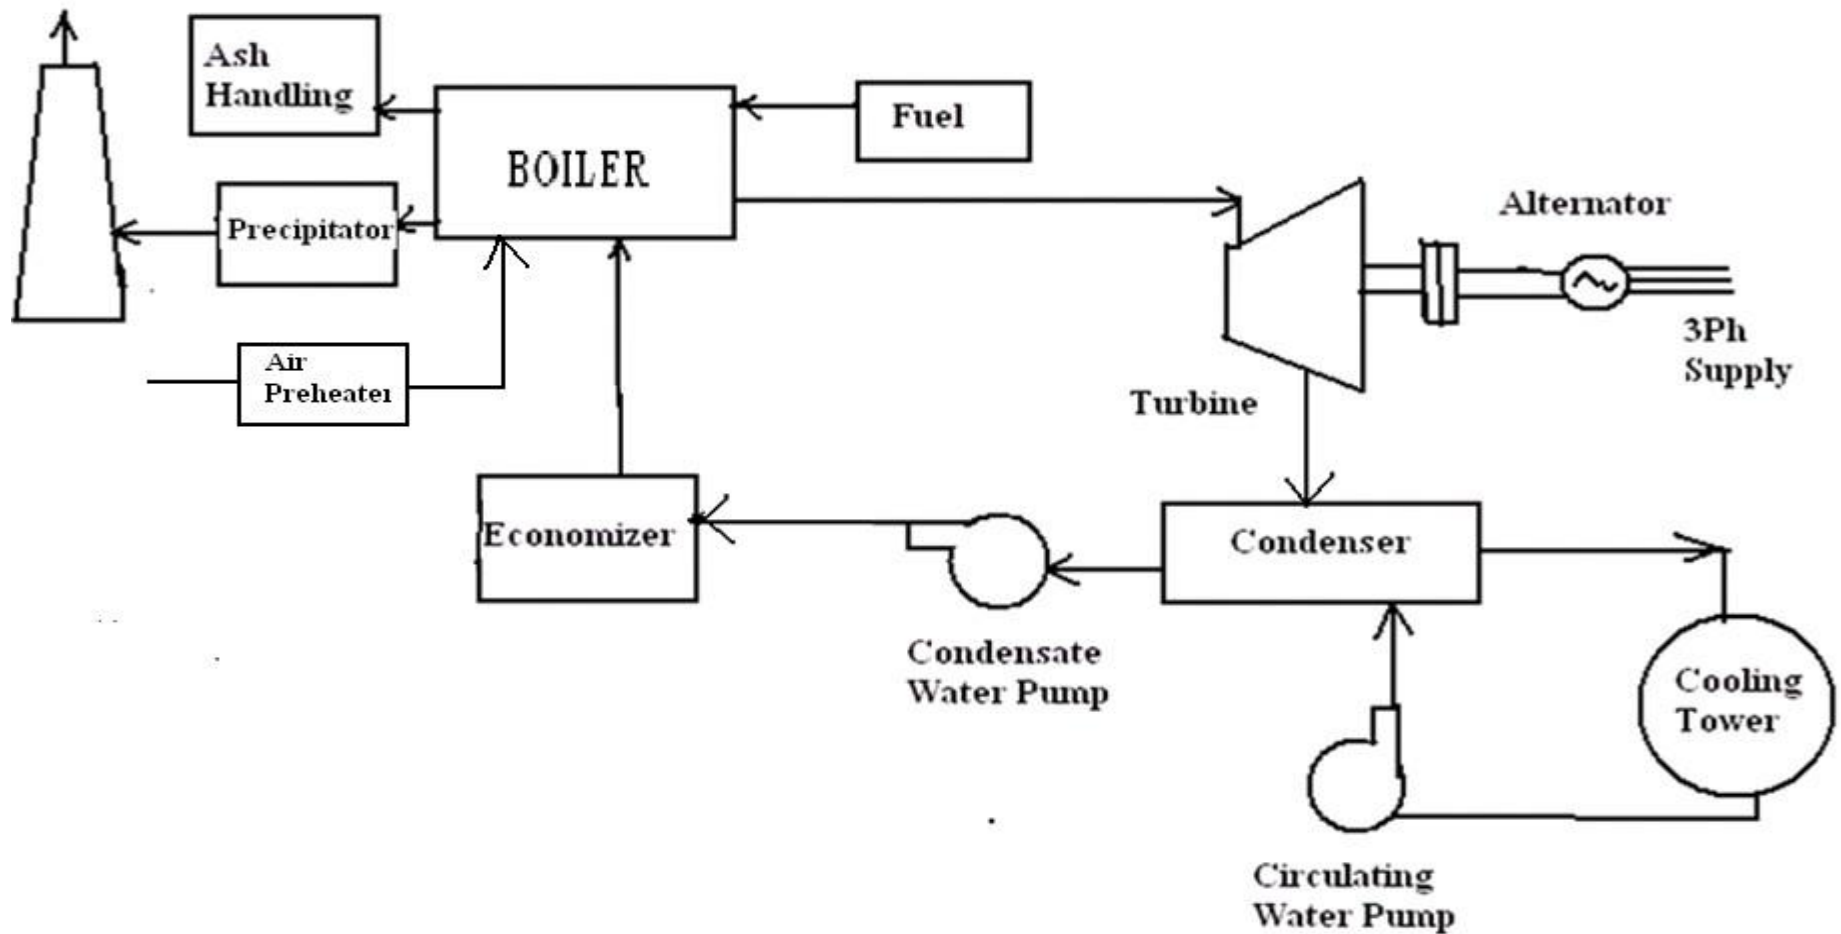 Ash
Handling
BOILER
Fuel
Precipitator
Alternator
Air
Preheater
3Ph
Supply
Turbine
Economizer
Condenser
Condensate
Water Pump
Cooling
Tower
Circulating
Water Pump